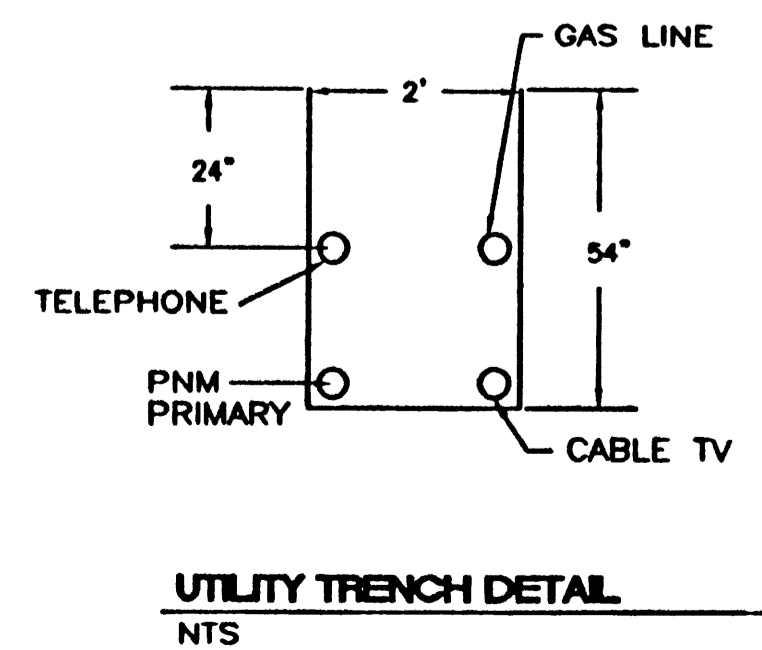 GAS LINE
2'
24"
54"
TELEPHONE
PNM
PRIMARY
CABLE TV
UTILITY TRENCH DETAIL
NTS